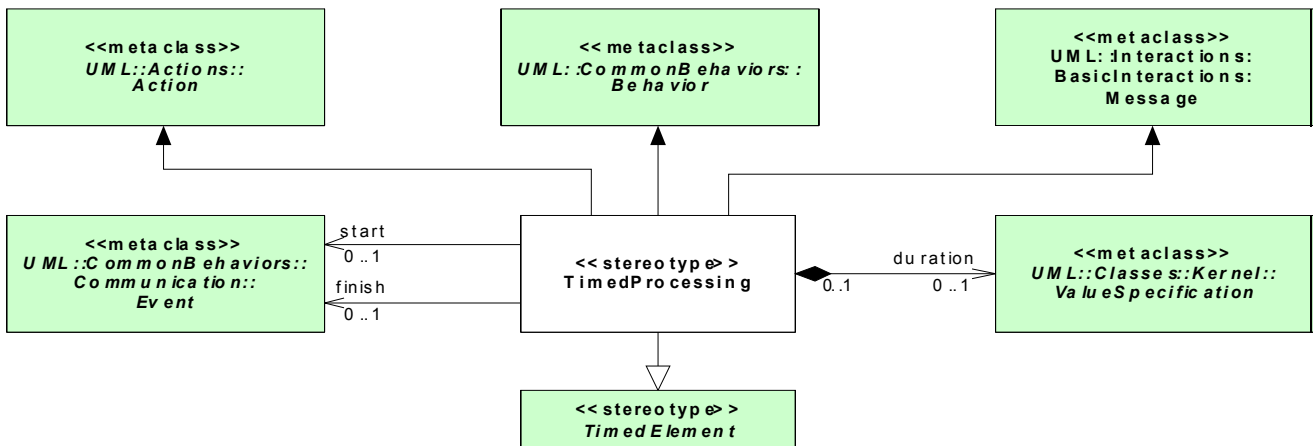 <<metaclass>>
UML::Actions::
Action
<<metaclass>>
UML::CommonBehaviors::
Behavior
<<metaclass>>
UML::Interactions:
BasicInteractions:
Message
<<metaclass>>
UML::CommonBehaviors::
Communication::
Event
start
0..1
finish
0..1
<<stereotype>>
TimedProcessing
duration
0..1
0..1
<<metaclass>>
UML::Classes::Kernel::
ValueSpecification
<<stereotype>>
TimedElement